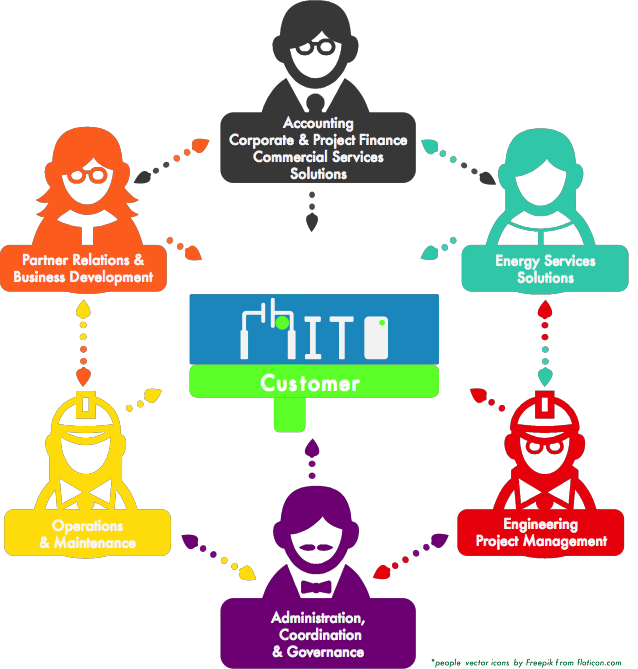 Accounting
Corporate & Project Finance
Commercial Services
Solutions
Partner Relations &
Business Development
Energy Services
Solutions
MITO
Customer
Operations
& Maintenance
Engineering
Project Management
Administration,
Coordination
& Governance
*people vector icons by Freepik from flaticon.com